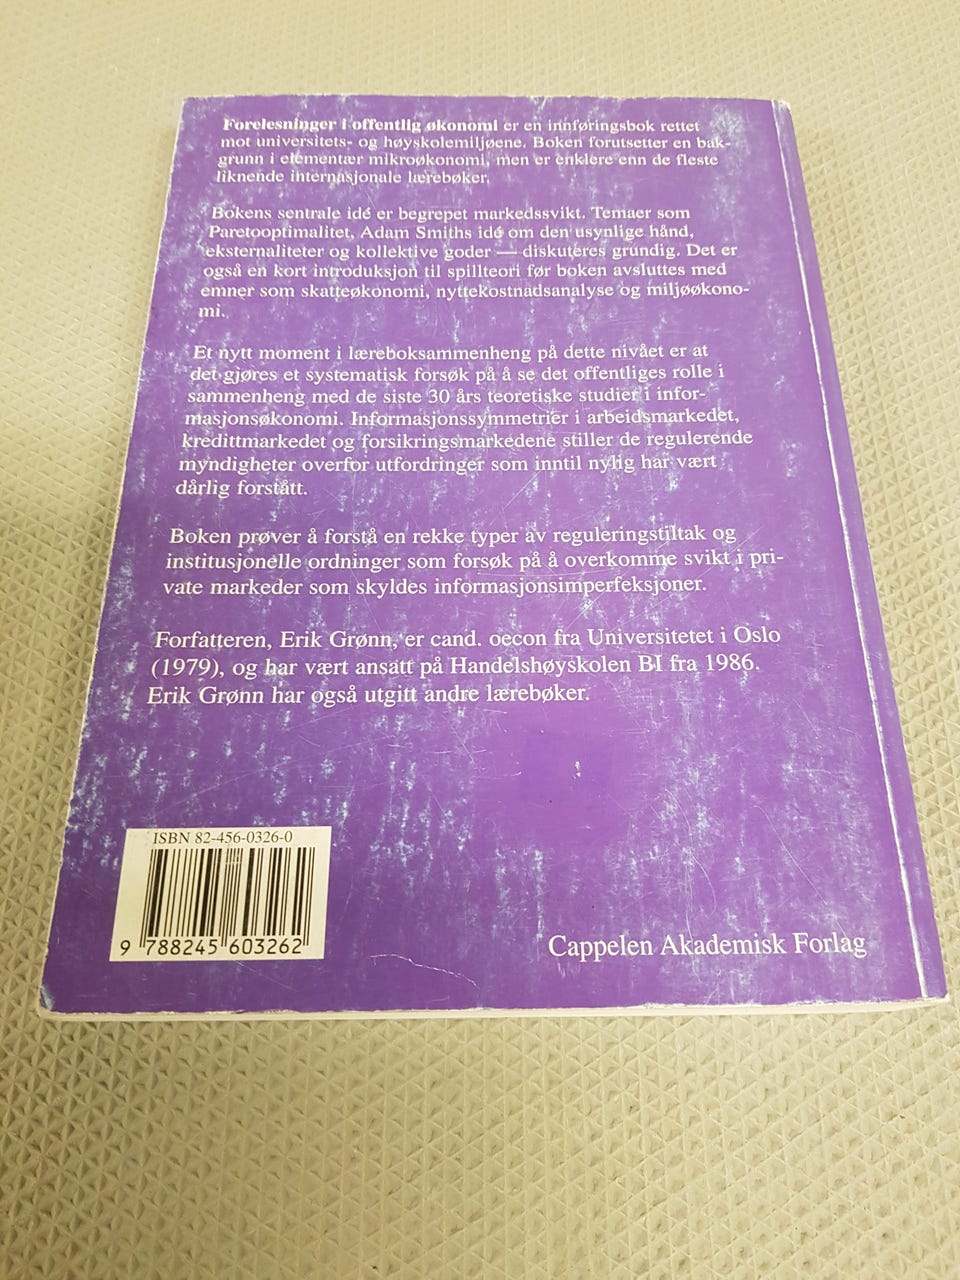 Forelesninger i offentlig økonomi er en innføringsbok rettet
mot universitets- og høyskolemiljøene. Boken forutsetter en bak-
grunn i elementær mikroøkonomi, men er enklere enn de fleste
liknende internasjonale lærebøker.
Bokens sentrale idé er begrepet markedssvikt. Temaer som
Paretooptimalitet, Adam Smiths idé om den usynlige hånd,
eksternaliteter og kollektive goder — diskuteres grundig. Det er
også en kort introduksjon til spillteori før boken avsluttes med
emner som skatteøkonomi, nyttekostnadsanalyse og miljøøkono-
mi.
Et nytt moment i læreboksammenheng på dette nivået er at
det gjøres et systematisk forsøk på å se det offentliges rolle i
sammenheng med de siste 30 års teoretiske studier i infor-
masjonsøkonomi. Informasjonssymmetrier i arbeidsmarkedet,
kredittmarkedet og forsikringsmarkedene stiller de regulerende
myndigheter overfor utfordringer som inntil nylig har vært
dårlig forstått.
Boken prøver å forstå en rekke typer av reguleringstiltak og
institusjonelle ordninger som forsøk på å overkomme svikt i pri-
vate markeder som skyldes informasjonsimperfeksjoner.
Forfatteren, Erik Grønn, er cand. oecon fra Universitetet i Oslo
(1979), og har vært ansatt på Handelshøyskolen BI fra 1986.
Erik Grønn har også utgitt andre lærebøker.
ISBN 82-456-0326-0
9 788245 603262
Cappelen Akademisk Forlag